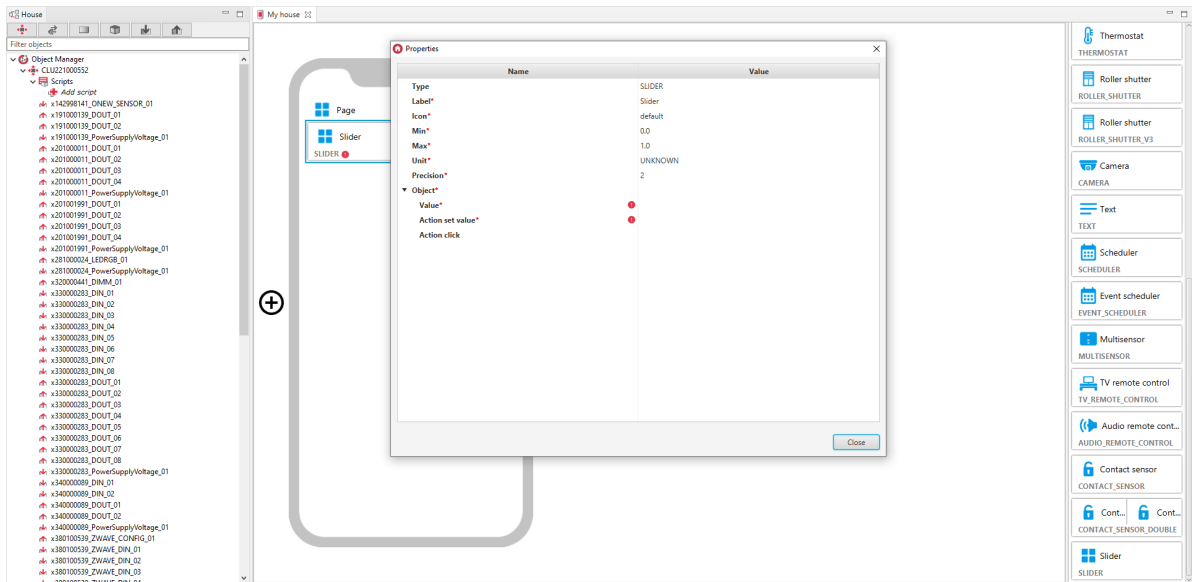 House
My house
Filter objects
Object Manager
CLU221000552
Scripts
Add script
x142998141_ONEW_SENSOR_01
x191000139_DOUT_01
x191000139_DOUT_02
x191000139_PowerSupplyVoltage_01
x201000011_DOUT_01
x201000011_DOUT_02
x201000011_DOUT_03
x201000011_DOUT_04
x201000011_PowerSupplyVoltage_01
x201001991_DOUT_01
x201001991_DOUT_02
x201001991_DOUT_03
x201001991_DOUT_04
x201001991_PowerSupplyVoltage_01
x281000024_LEDRGB_01
x281000024_PowerSupplyVoltage_01
x320000441_DIMM_01
x330000283_DIN_01
x330000283_DIN_02
x330000283_DIN_03
x330000283_DIN_04
x330000283_DIN_05
x330000283_DIN_06
x330000283_DIN_07
x330000283_DIN_08
x330000283_DOUT_01
x330000283_DOUT_02
x330000283_DOUT_03
x330000283_DOUT_04
x330000283_DOUT_05
x330000283_DOUT_06
x330000283_DOUT_07
x330000283_DOUT_08
x330000283_PowerSupplyVoltage_01
x340000089_DIN_01
x340000089_DIN_02
x340000089_DOUT_01
x340000089_DOUT_02
x340000089_PowerSupplyVoltage_01
x380100539_ZWAVE_CONFIG_01
x380100539_ZWAVE_DIN_01
x380100539_ZWAVE_DIN_02
x380100539_ZWAVE_DIN_03
Page
Slider
SLIDER
Properties
Name Value
Type SLIDER
Label* Slider
Icon* default
Min* 0.0
Max* 1.0
Unit* UNKNOWN
Precision* 2
Object*
Value*
Action set value*
Action click
Close
Thermostat
THERMOSTAT
Roller shutter
ROLLER_SHUTTER
Roller shutter
ROLLER_SHUTTER_V3
Camera
CAMERA
Text
TEXT
Scheduler
SCHEDULER
Event scheduler
EVENT_SCHEDULER
Multisensor
MULTISENSOR
TV remote control
TV_REMOTE_CONTROL
Audio remote cont...
AUDIO_REMOTE_CONTROL
Contact sensor
CONTACT_SENSOR
Cont... Cont...
CONTACT_SENSOR_DOUBLE
Slider
SLIDER